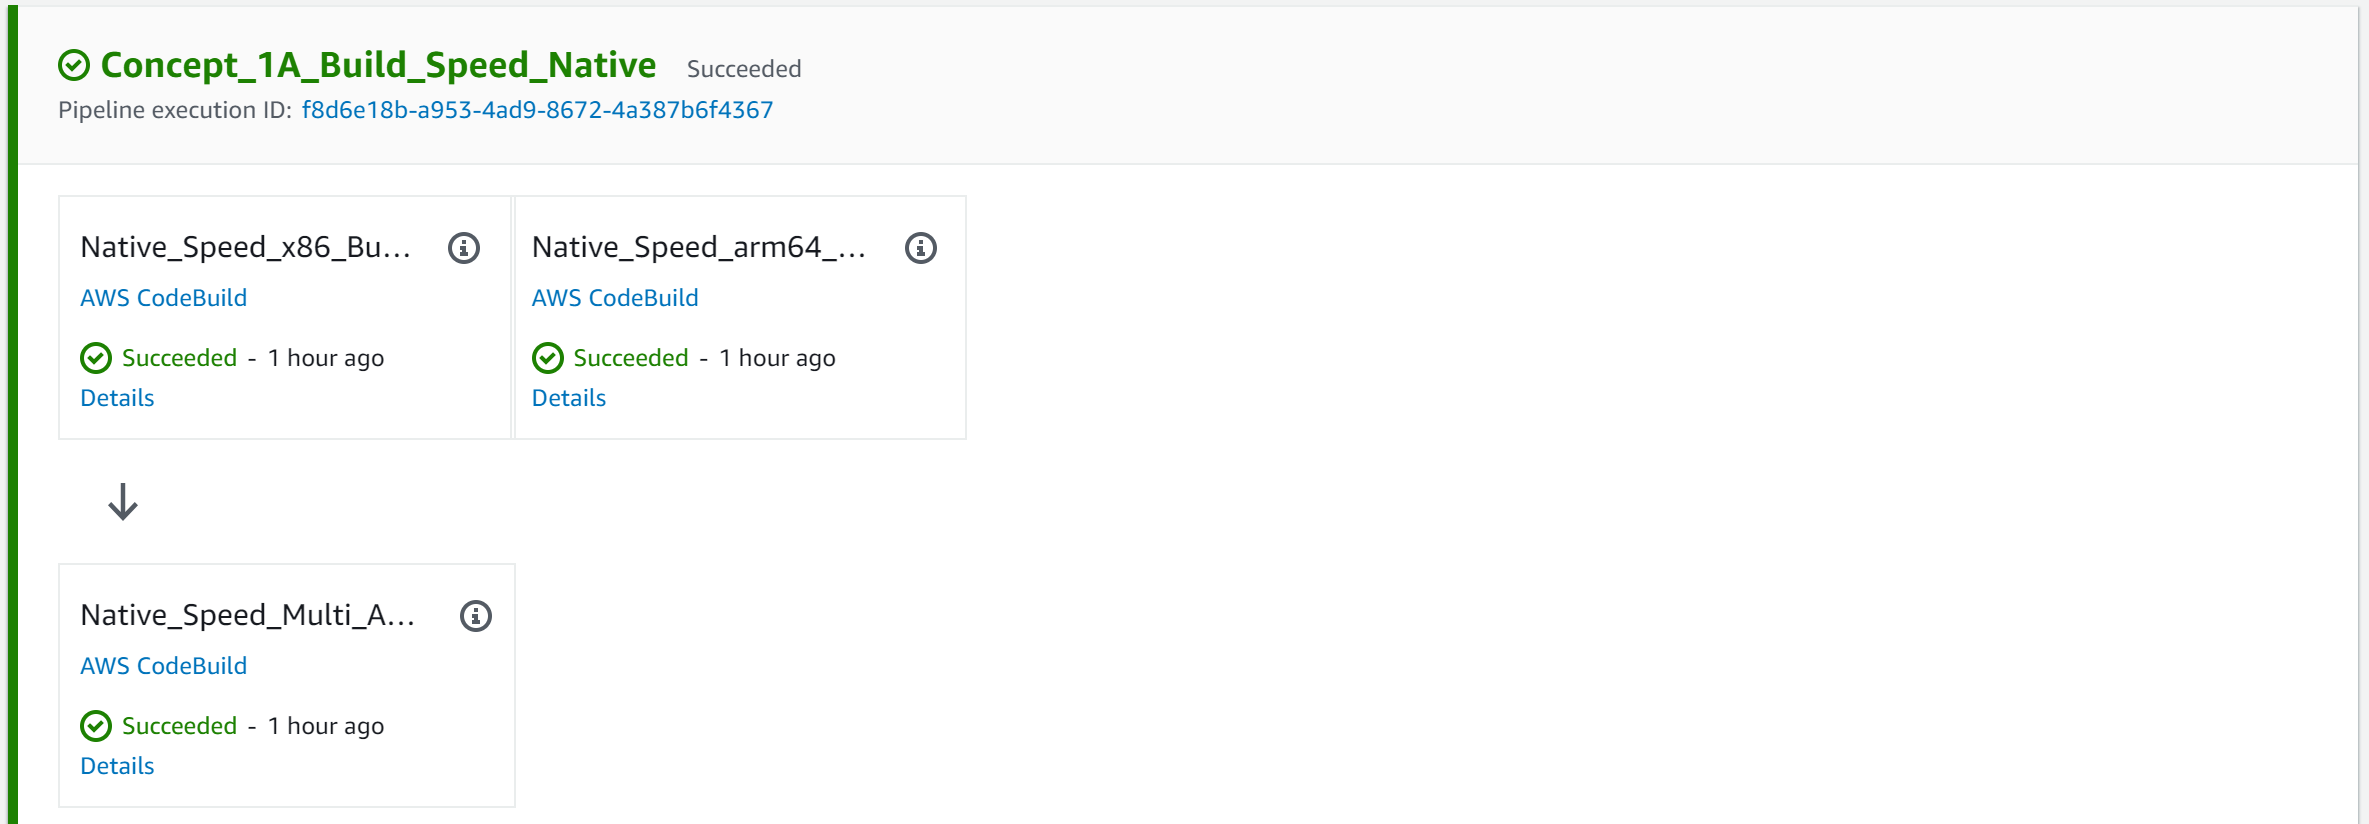 Concept_1A_Build_Speed_Native Succeeded
Pipeline execution ID: f8d6e18b-a953-4ad9-8672-4a387b6f4367
Native_Speed_x86_Bu...
AWS CodeBuild
Succeeded - 1 hour ago
Details
Native_Speed_arm64_...
AWS CodeBuild
Succeeded - 1 hour ago
Details
Native_Speed_Multi_A...
AWS CodeBuild
Succeeded - 1 hour ago
Details